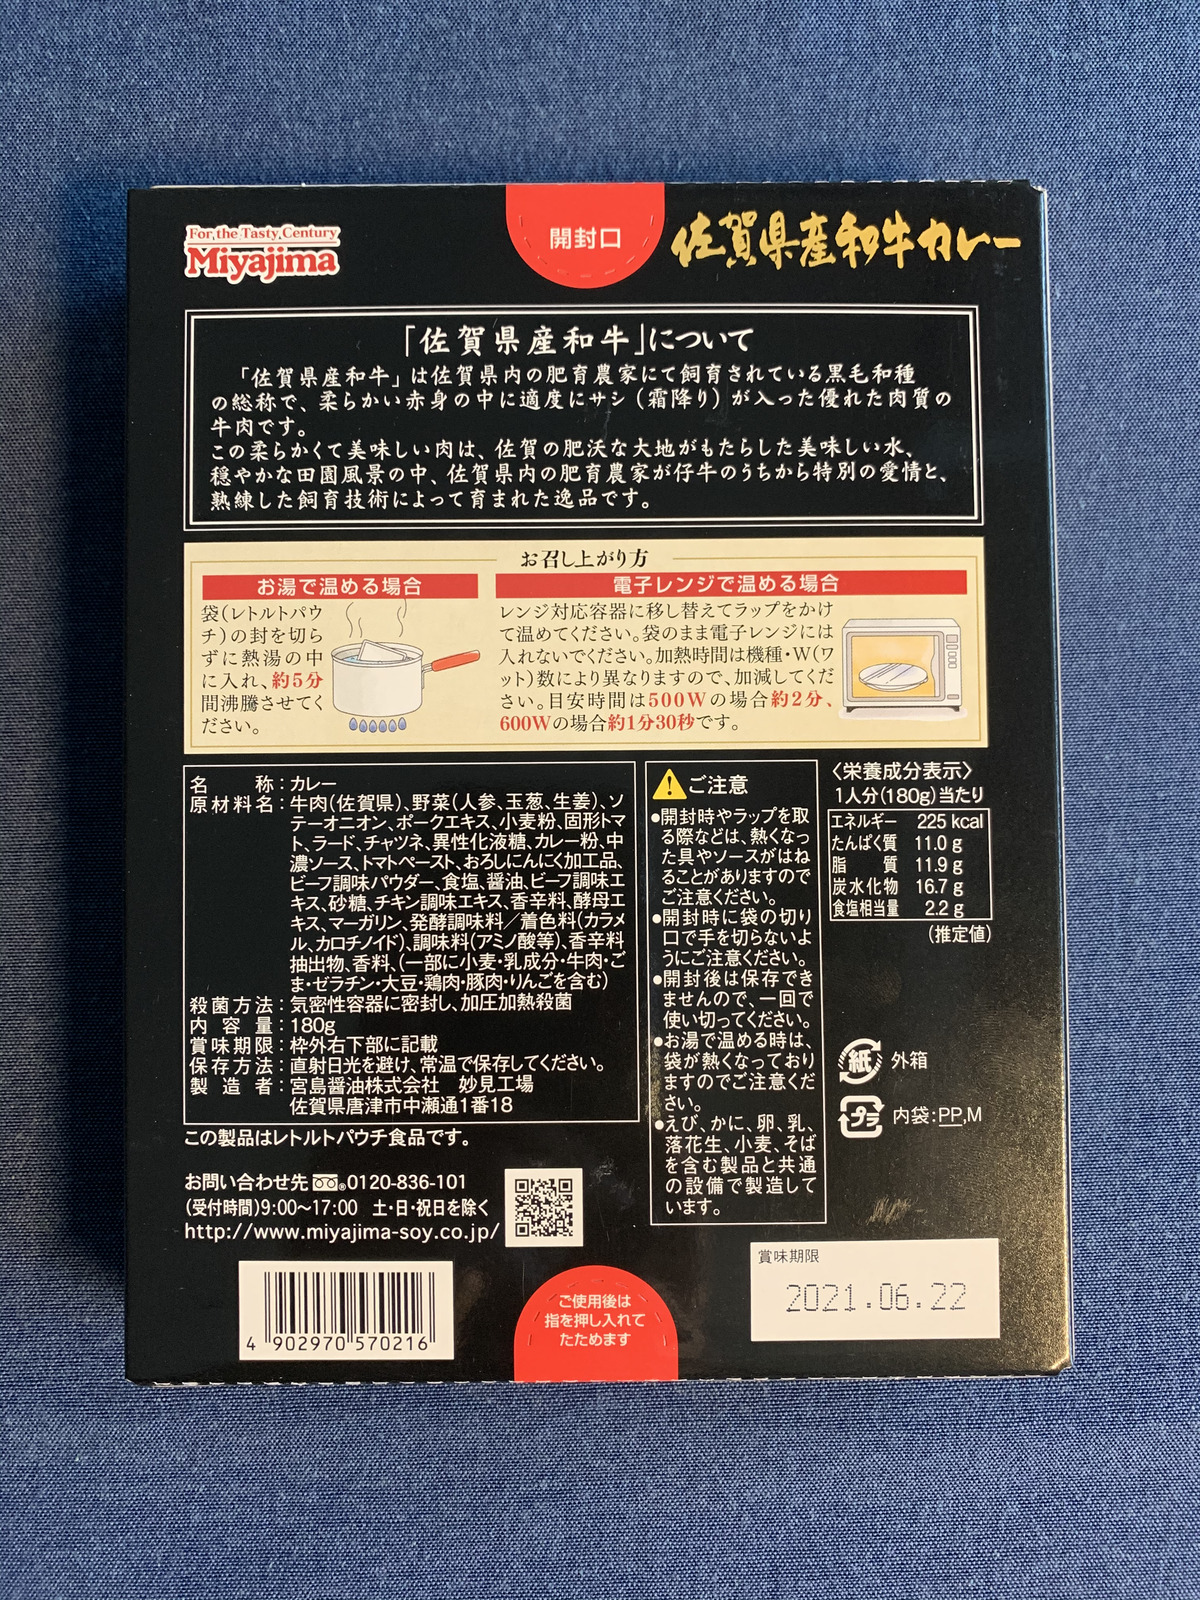 For the Tasty Century
Miyajima
開封口
佐賀県産和牛カレー
「佐賀県産和牛」について
「佐賀県産和牛」は佐賀県内の肥育農家にて飼育されている黒毛和種
の総称で、柔らかい赤身の中に適度にサシ(霜降り)が入った優れた肉質の
牛肉です。
この柔らかくて美味しい肉は、佐賀の肥沃な大地がもたらした美味しい水、
穏やかな田園風景の中、佐賀県内の肥育農家が仔牛のうちから特別の愛情と、
熟練した飼育技術によって育まれた逸品です。
お召し上がり方
お湯で温める場合
袋(レトルトパウ
チ)の封を切ら
ずに熱湯の中
に入れ、約5分
間沸騰させてく
ださい。
電子レンジで温める場合
レンジ対応容器に移し替えてラップをかけ
て温めてください。袋のまま電子レンジには
入れないでください。加熱時間は機種・W(ワ
ット)数により異なりますので、加減してくだ
さい。目安時間は500Wの場合約2分、
600Wの場合約1分30秒です。
名称:カレー
原材料名:牛肉(佐賀県)、野菜(人参、玉葱、生姜)、ソ
テーオニオン、ポークエキス、小麦粉、固形トマ
ト、ラード、チャツネ、異性化液糖、カレー粉、中
濃ソース、トマトペースト、おろしにんにく加工品、
ビーフ調味パウダー、食塩、醤油、ビーフ調味エ
キス、砂糖、チキン調味エキス、香辛料、酵母エ
キス、マーガリン、発酵調味料/着色料(カラメ
ル、カロチノイド)、調味料(アミノ酸等)、香辛料
抽出物、香料、(一部に小麦・乳成分・牛肉・ご
ま・ゼラチン・大豆・鶏肉・豚肉・りんごを含む)
殺菌方法:気密性容器に密封し、加圧加熱殺菌
内容量:180g
賞味期限:枠外右下部に記載
保存方法:直射日光を避け、常温で保存してください。
製造者:宮島醤油株式会社 妙見工場
佐賀県唐津市中瀬通1番18
この製品はレトルトパウチ食品です。
お問い合わせ先 0120-836-101
(受付時間)9:00〜17:00 土・日・祝日を除く
http://www.miyajima-soy.co.jp/
4 902970 570216
ご注意
●開封時やラップを取
る際などは、熱くなっ
た具やソースがはね
ることがありますので
ご注意ください。
●開封時に袋の切り
口で手を切らないよ
うにご注意ください。
●開封後は保存でき
ませんので、一回で
使い切ってください。
●お湯で温める時は、
袋が熱くなっており
ますのでご注意くだ
さい。
●えび、かに、卵、乳、
落花生、小麦、そば
を含む製品と共通
の設備で製造して
います。
〈栄養成分表示〉
1人分(180g)当たり
エネルギー 225 kcal
たんぱく質 11.0 g
脂質 11.9 g
炭水化物 16.7 g
食塩相当量 2.2 g
(推定値)
紙 外箱
プラ 内袋:PP,M
ご使用後は
指を押し入れて
たためます
賞味期限
2021.06.22